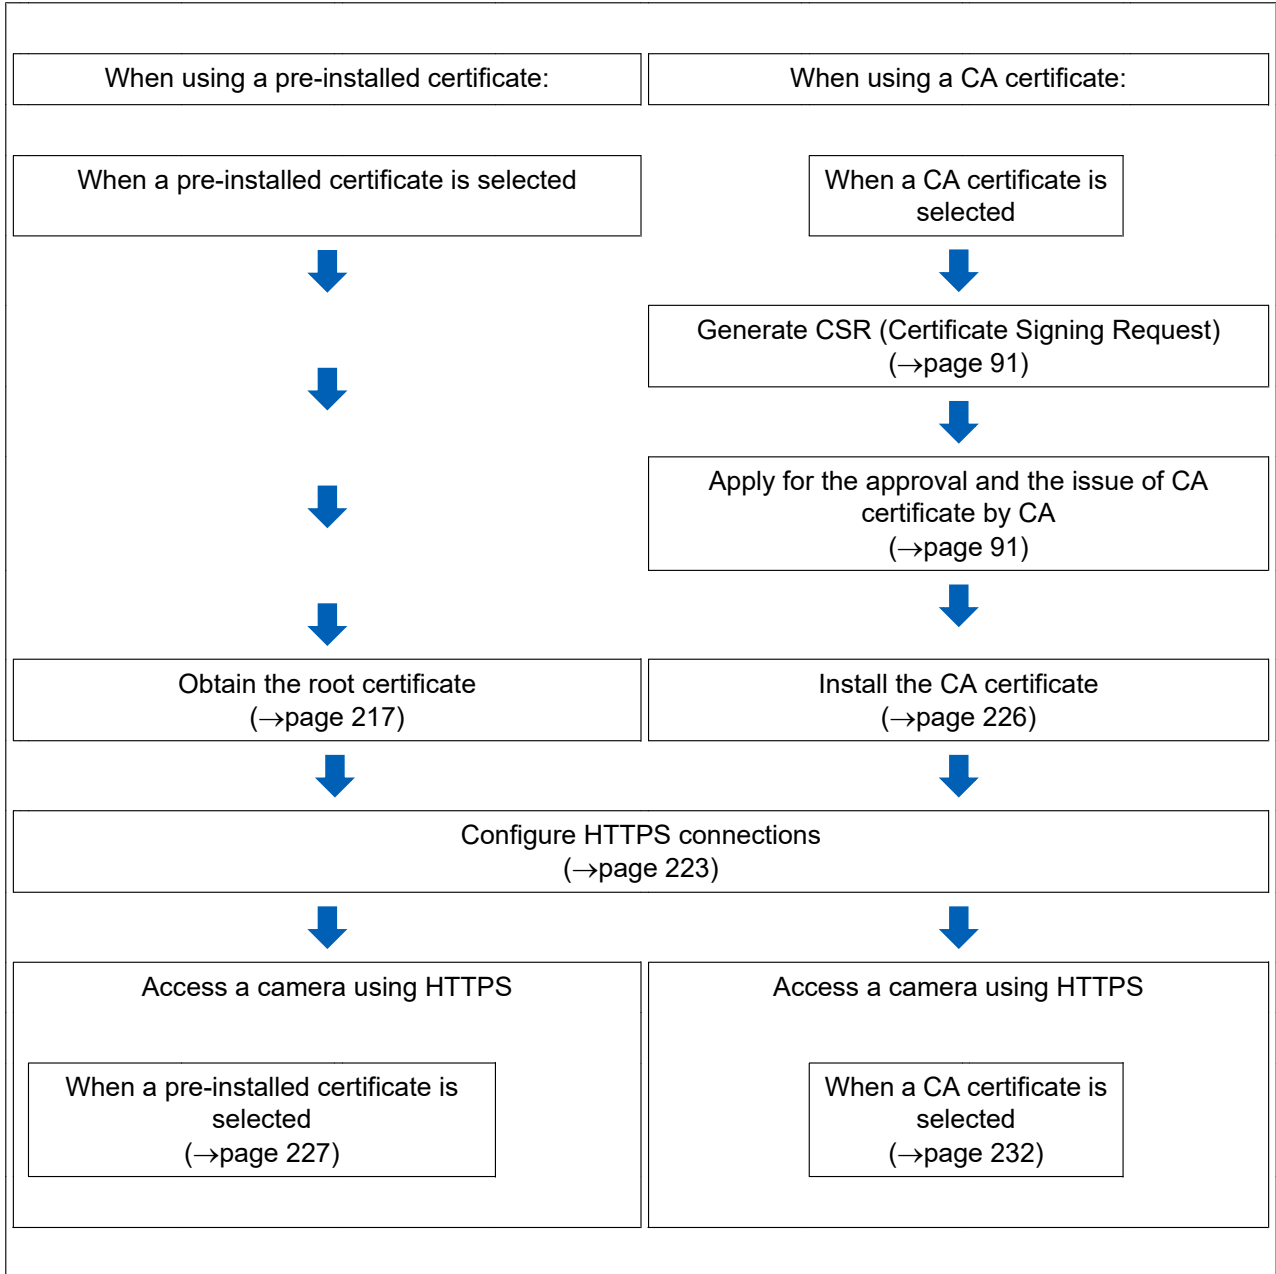 When using a pre-installed certificate:
When using a CA certificate:
When a pre-installed certificate is selected
When a CA certificate is
selected
Generate CSR (Certificate Signing Request)
(→page 91)
Apply for the approval and the issue of CA
certificate by CA
(→page 91)
Obtain the root certificate
(→page 217)
Install the CA certificate
(→page 226)
Configure HTTPS connections
(→page 223)
Access a camera using HTTPS
When a pre-installed certificate is
selected
(→page 227)
Access a camera using HTTPS
When a CA certificate is
selected
(→page 232)